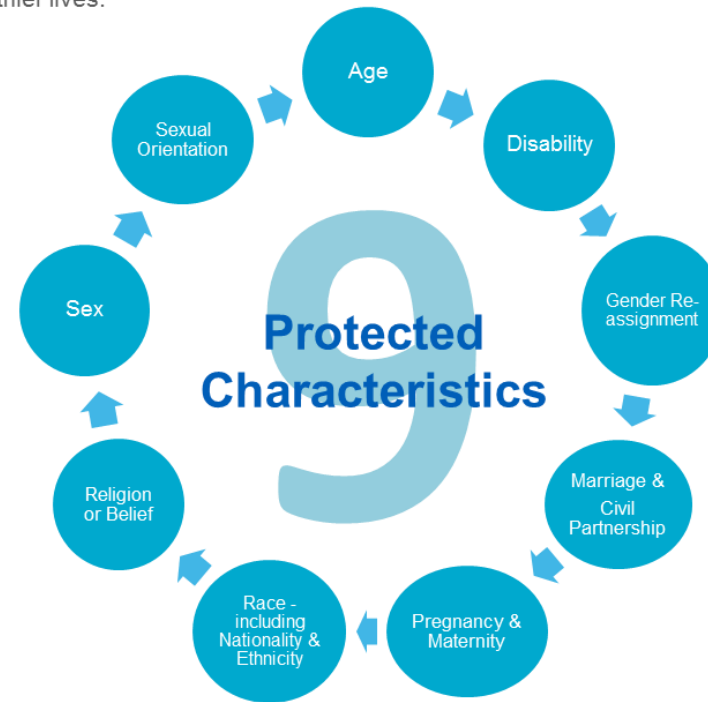 lives.
Age
Disability
Gender Re-
assignment
Marriage &
Civil
Partnership
Pregnancy &
Maternity
Race -
including
Nationality &
Ethnicity
Religion
or Belief
Sex
Sexual
Orientation
9
Protected
Characteristics